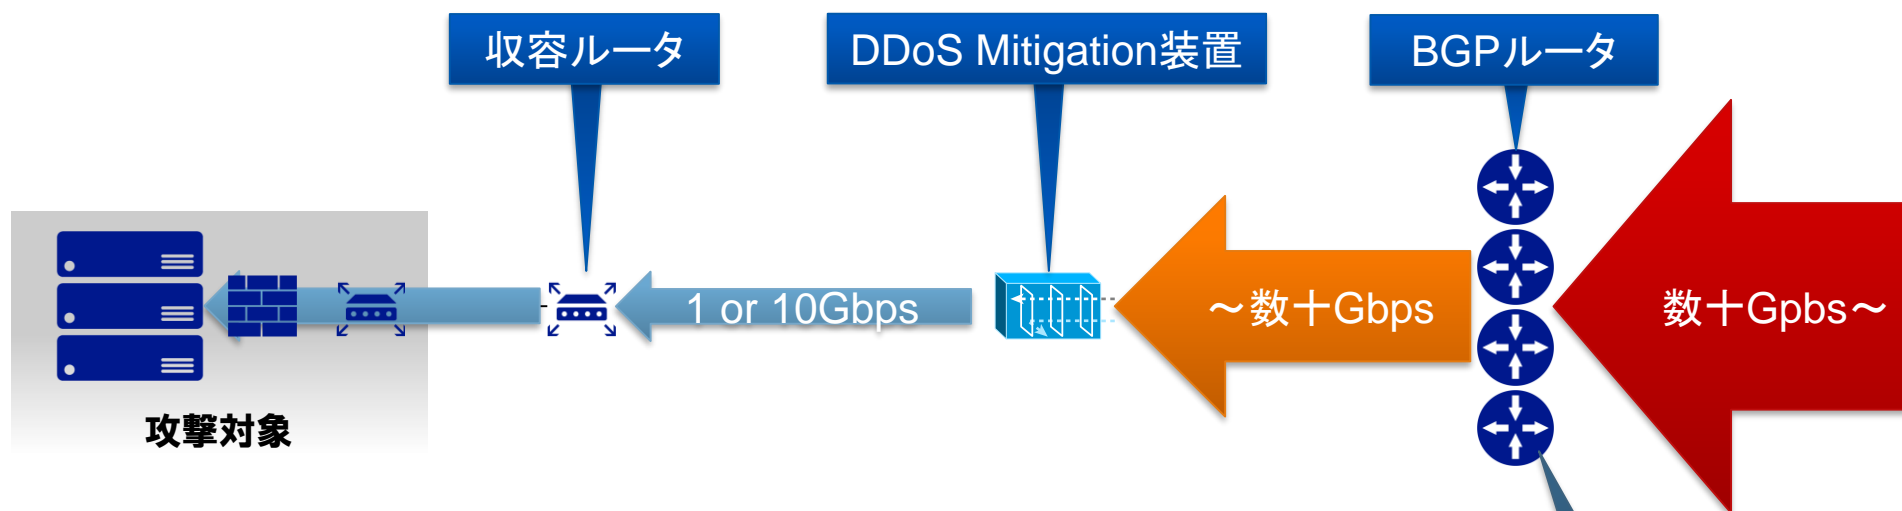 収容ルータ
DDoS Mitigation装置
BGPルータ
1 or 10Gbps
～数十Gbps
数十Gpbs～
攻撃対象